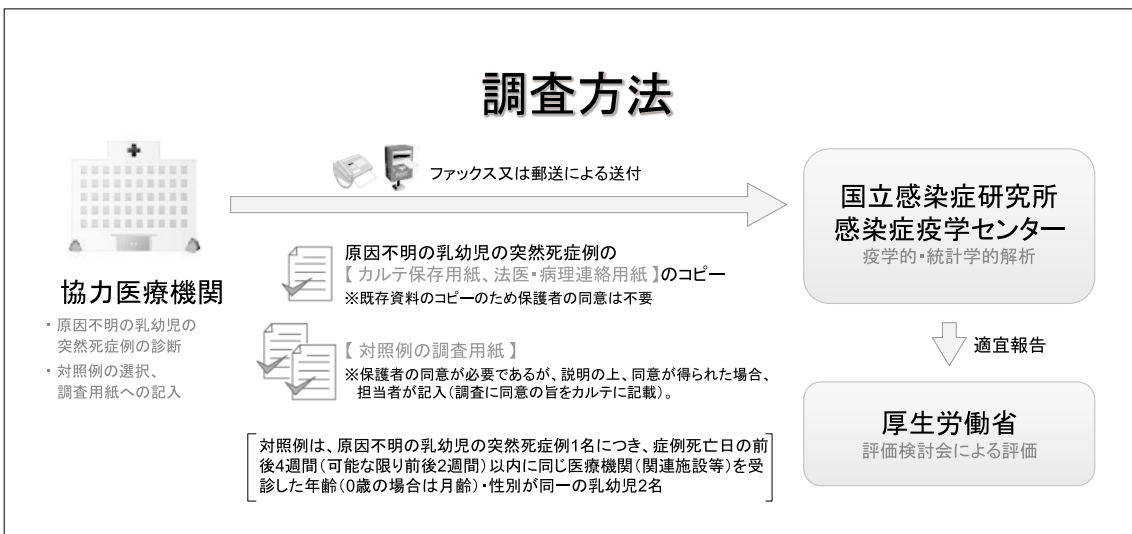 調査方法
ファックス又は郵送による送付
協力医療機関
・原因不明の乳幼児の
突然死症例の診断
・対照例の選択、
調査用紙への記入
原因不明の乳幼児の突然死症例の
【 カルテ保存用紙、法医・病理連絡用紙 】のコピー
※既存資料のコピーのため保護者の同意は不要
【 対照例の調査用紙 】
※保護者の同意が必要であるが、説明の上、同意が得られた場合、
担当者が記入（調査に同意の旨をカルテに記載）。
対照例は、原因不明の乳幼児の突然死症例1名につき、症例死亡日の前
後4週間（可能な限り前後2週間）以内に同じ医療機関（関連施設等）を受
診した年齢（0歳の場合は月齢）・性別が同一の乳幼児2名
国立感染症研究所
感染症疫学センター
疫学的・統計学的解析
適宜報告
厚生労働省
評価検討会による評価